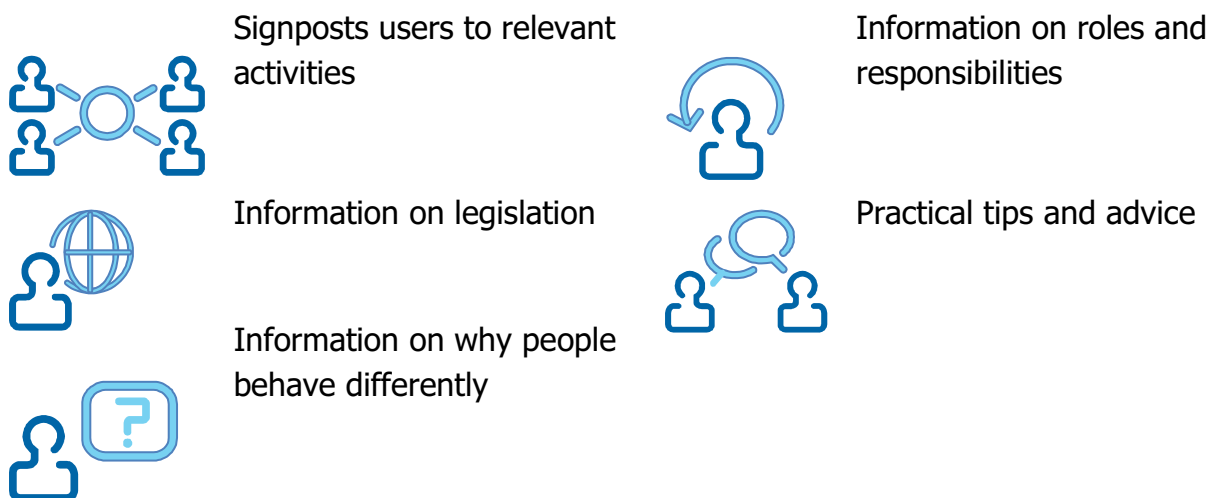 Signposts users to relevant
activities
Information on roles and
responsibilities
Information on legislation
Practical tips and advice
Information on why people
behave differently
?